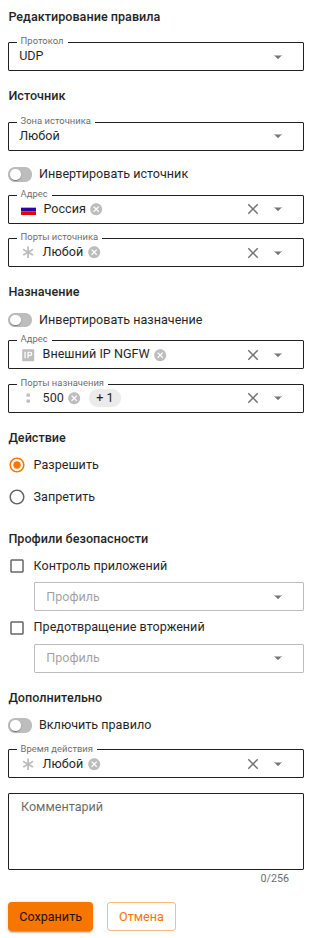 Редактирование правила
Протокол
UDP
Источник
Зона источника
Любой
Инвертировать источник
Адрес
Россия
Порты источника
Любой
Назначение
Инвертировать назначение
Адрес
IP Внешний IP NGFW
Порты назначения
500 + 1
Действие
Разрешить
Запретить
Профили безопасности
Контроль приложений
Профиль
Предотвращение вторжений
Профиль
Дополнительно
Включить правило
Время действия
Любой
Комментарий
0/256
Сохранить Отмена